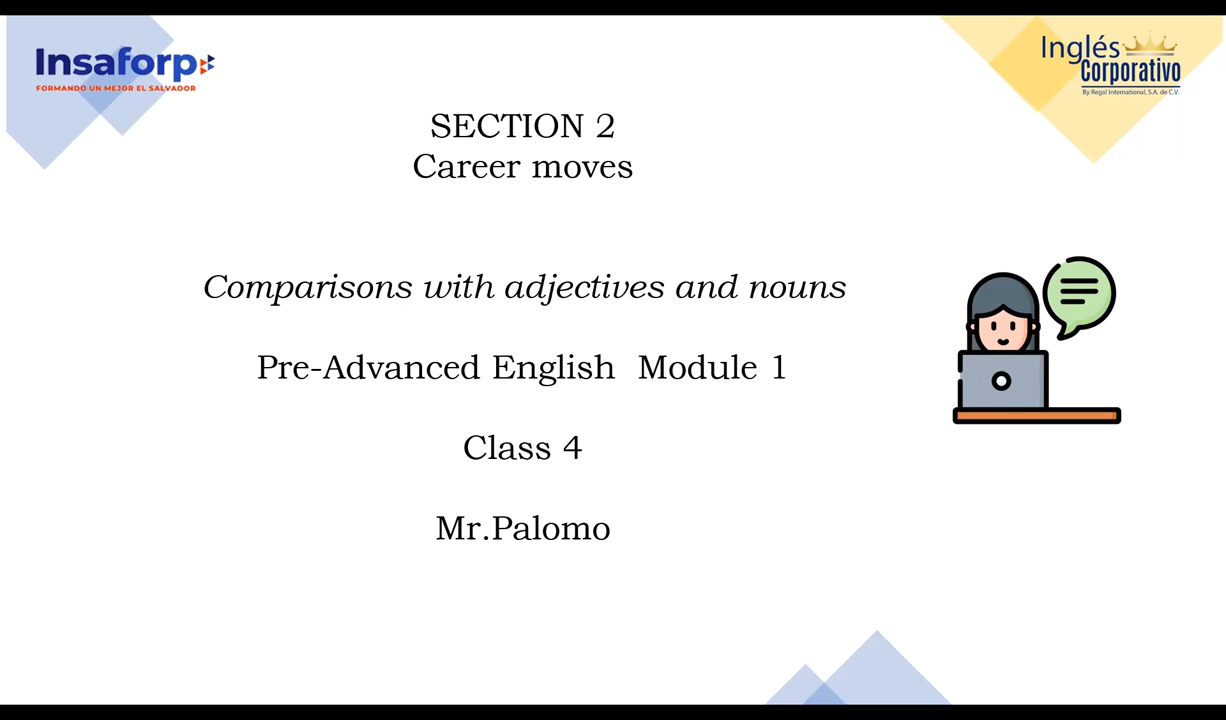 Insaforp
FORMANDO UN MEJOR EL SALVADOR
Inglés
Corporativo
By Regal International, S.A. de C.V.
SECTION 2
Career moves
Comparisons with adjectives and nouns
Pre-Advanced English  Module 1
Class 4
Mr.Palomo